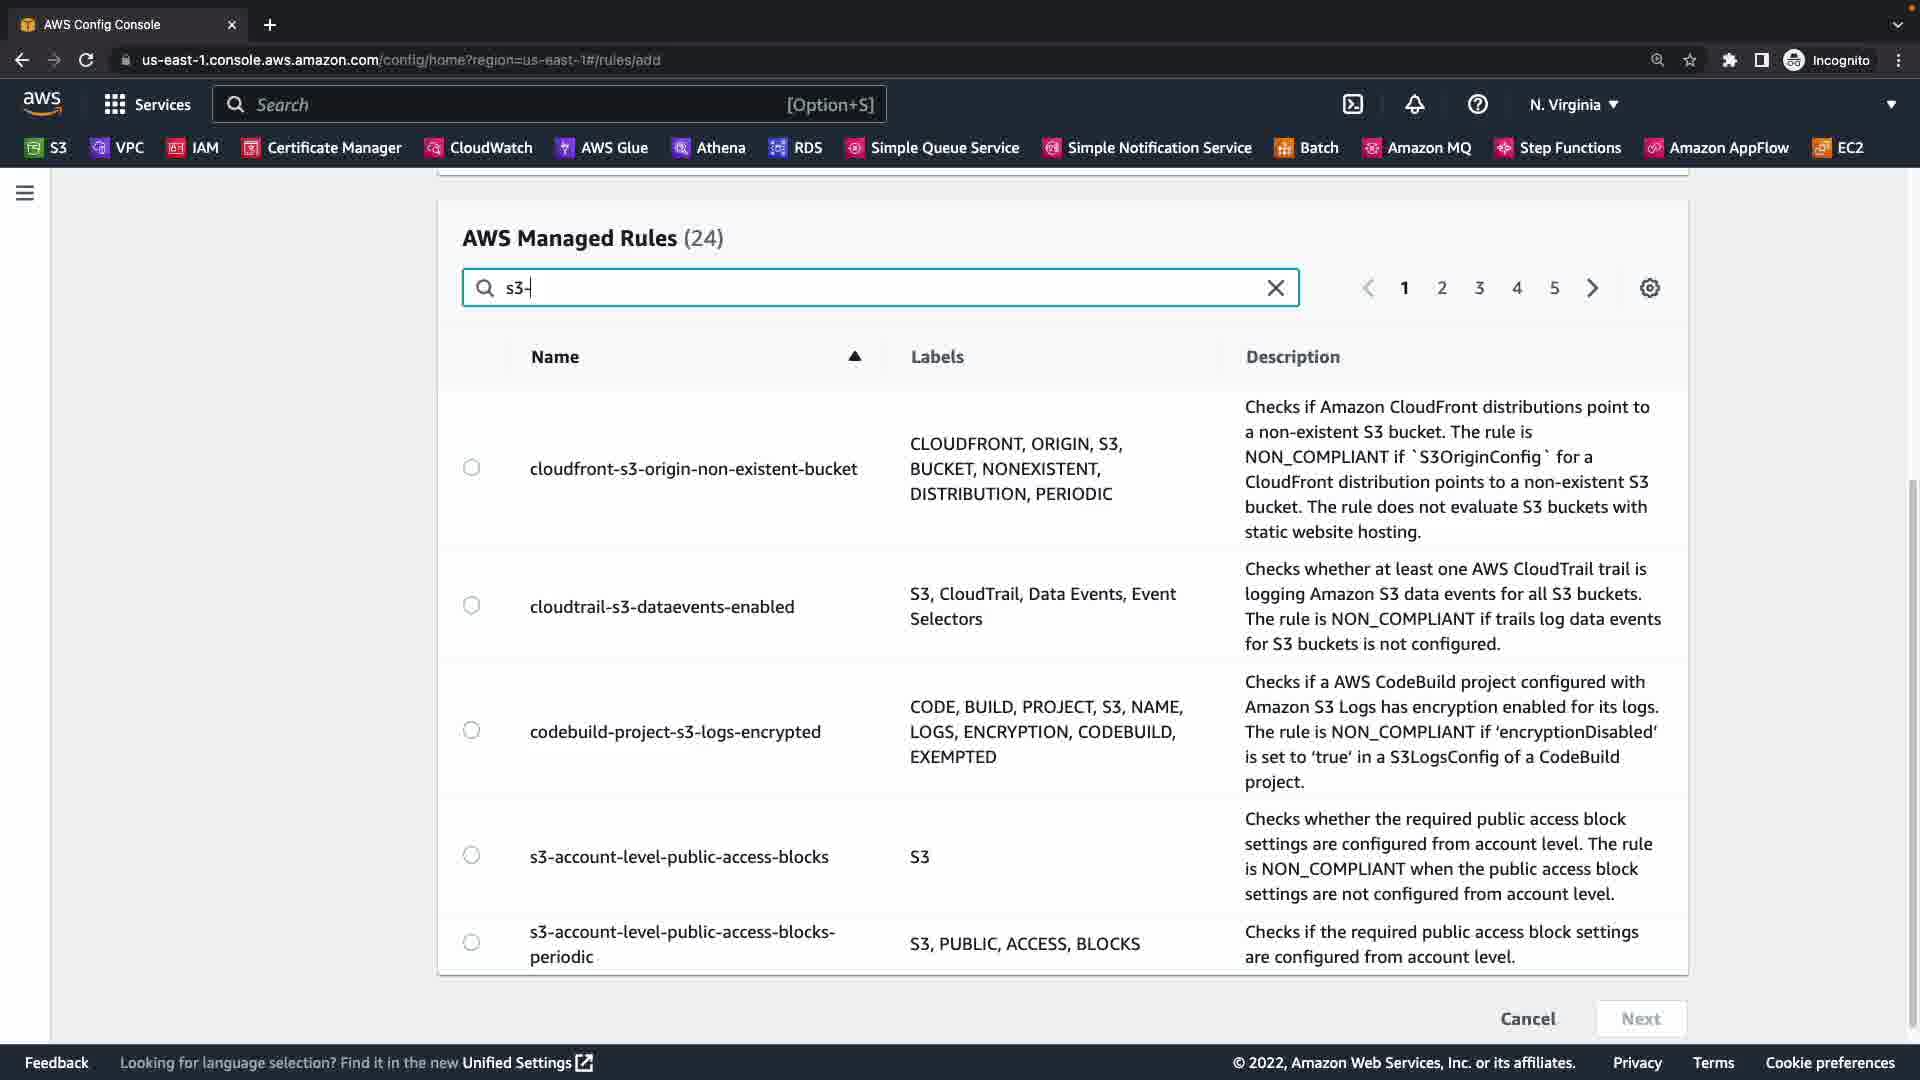 AWS Config Console
us-east-1.console.aws.amazon.com/config/home?region=us-east-1#/rules/add
Incognito
aws
Services
Search
[Option+S]
N. Virginia
S3 VPC IAM Certificate Manager CloudWatch AWS Glue Athena RDS Simple Queue Service Simple Notification Service Batch Amazon MQ Step Functions Amazon AppFlow EC2
AWS Managed Rules (24)
s3-
1 2 3 4 5
Name Labels Description
cloudfront-s3-origin-non-existent-bucket
CLOUDFRONT, ORIGIN, S3,
BUCKET, NONEXISTENT,
DISTRIBUTION, PERIODIC
Checks if Amazon CloudFront distributions point to
a non-existent S3 bucket. The rule is
NON_COMPLIANT if `S3OriginConfig` for a
CloudFront distribution points to a non-existent S3
bucket. The rule does not evaluate S3 buckets with
static website hosting.
cloudtrail-s3-dataevents-enabled
S3, CloudTrail, Data Events, Event
Selectors
Checks whether at least one AWS CloudTrail trail is
logging Amazon S3 data events for all S3 buckets.
The rule is NON_COMPLIANT if trails log data events
for S3 buckets is not configured.
codebuild-project-s3-logs-encrypted
CODE, BUILD, PROJECT, S3, NAME,
LOGS, ENCRYPTION, CODEBUILD,
EXEMPTED
Checks if a AWS CodeBuild project configured with
Amazon S3 Logs has encryption enabled for its logs.
The rule is NON_COMPLIANT if ‘encryptionDisabled’
is set to ‘true’ in a S3LogsConfig of a CodeBuild
project.
s3-account-level-public-access-blocks
S3
Checks whether the required public access block
settings are configured from account level. The rule
is NON_COMPLIANT when the public access block
settings are not configured from account level.
s3-account-level-public-access-blocks-
periodic
S3, PUBLIC, ACCESS, BLOCKS
Checks if the required public access block settings
are configured from account level.
Cancel
Next
Feedback
Looking for language selection? Find it in the new Unified Settings
© 2022, Amazon Web Services, Inc. or its affiliates.
Privacy
Terms
Cookie preferences